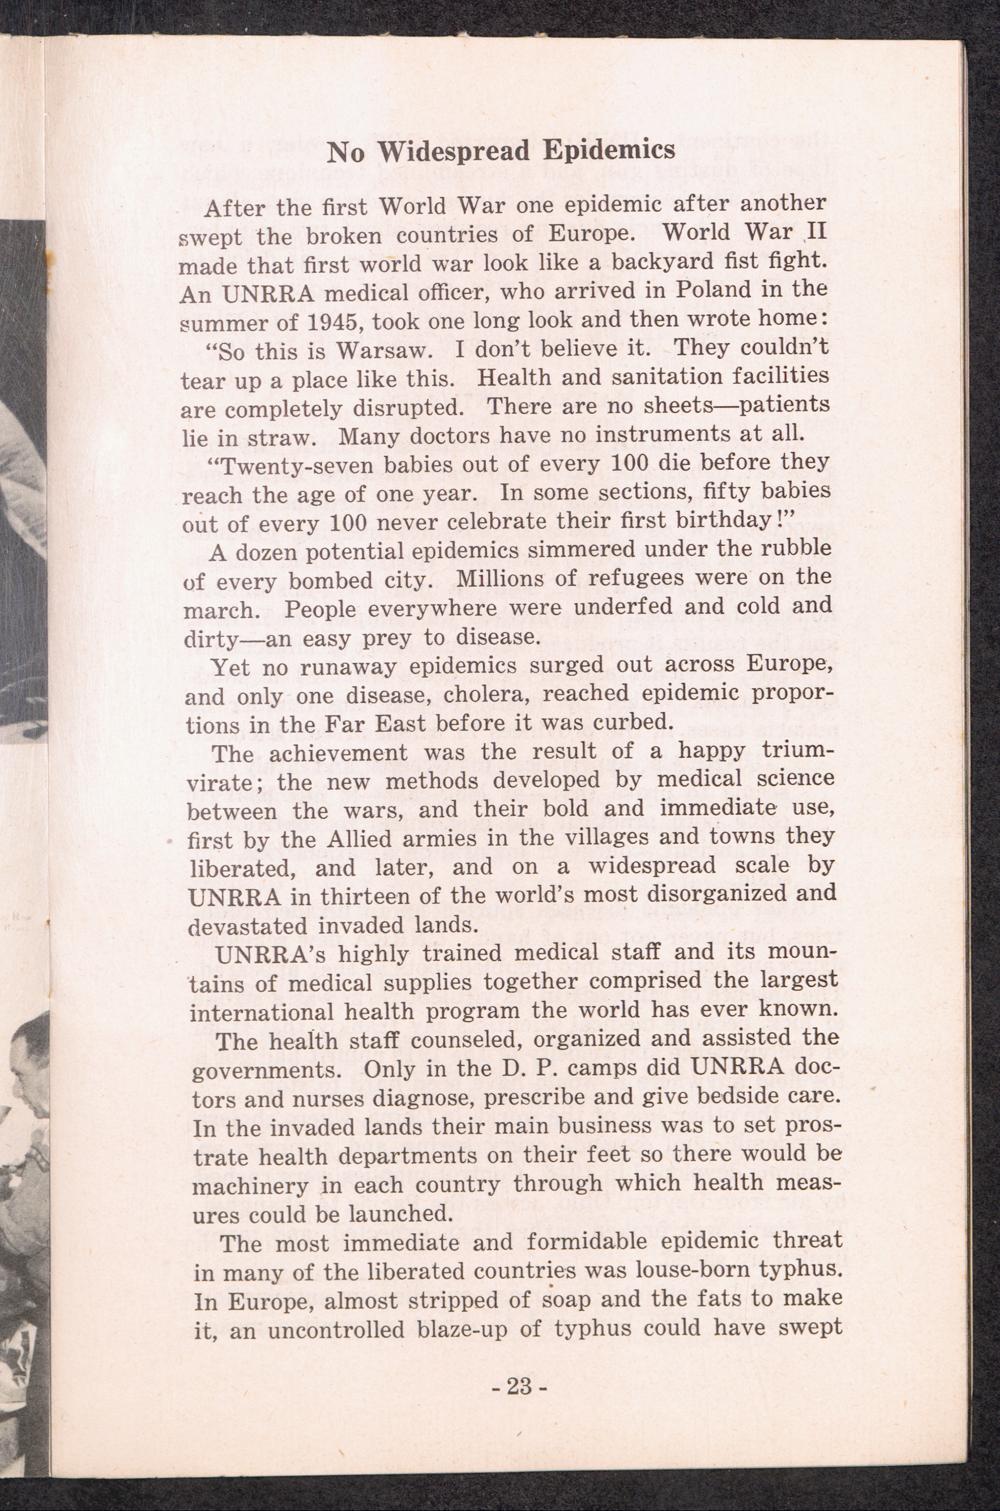 No Widespread Epidemics
After the first World War one epidemic after another
swept the broken countries of Europe. World War II
made that first world war look like a backyard fist fight.
An UNRRA medical officer, who arrived in Poland in the
summer of 1945, took one long look and then wrote home:
“So this is Warsaw. I don’t believe it. They couldn’t
tear up a place like this. Health and sanitation facilities
are completely disrupted. There are no sheets—patients
lie in straw. Many doctors have no instruments at all.
“Twenty-seven babies out of every 100 die before they
reach the age of one year. In some sections, fifty babies
out of every 100 never celebrate their first birthday!”
A dozen potential epidemics simmered under the rubble
of every bombed city. Millions of refugees were on the
march. People everywhere were underfed and cold and
dirty—an easy prey to disease.
Yet no runaway epidemics surged out across Europe,
and only one disease, cholera, reached epidemic propor-
tions in the Far East before it was curbed.
The achievement was the result of a happy trium-
virate; the new methods developed by medical science
between the wars, and their bold and immediate use,
first by the Allied armies in the villages and towns they
liberated, and later, and on a widespread scale by
UNRRA in thirteen of the world’s most disorganized and
devastated invaded lands.
UNRRA’s highly trained medical staff and its moun-
tains of medical supplies together comprised the largest
international health program the world has ever known.
The health staff counseled, organized and assisted the
governments. Only in the D. P. camps did UNRRA doc-
tors and nurses diagnose, prescribe and give bedside care.
In the invaded lands their main business was to set pros-
trate health departments on their feet so there would be
machinery in each country through which health meas-
ures could be launched.
The most immediate and formidable epidemic threat
in many of the liberated countries was louse-born typhus.
In Europe, almost stripped of soap and the fats to make
it, an uncontrolled blaze-up of typhus could have swept
- 23 -